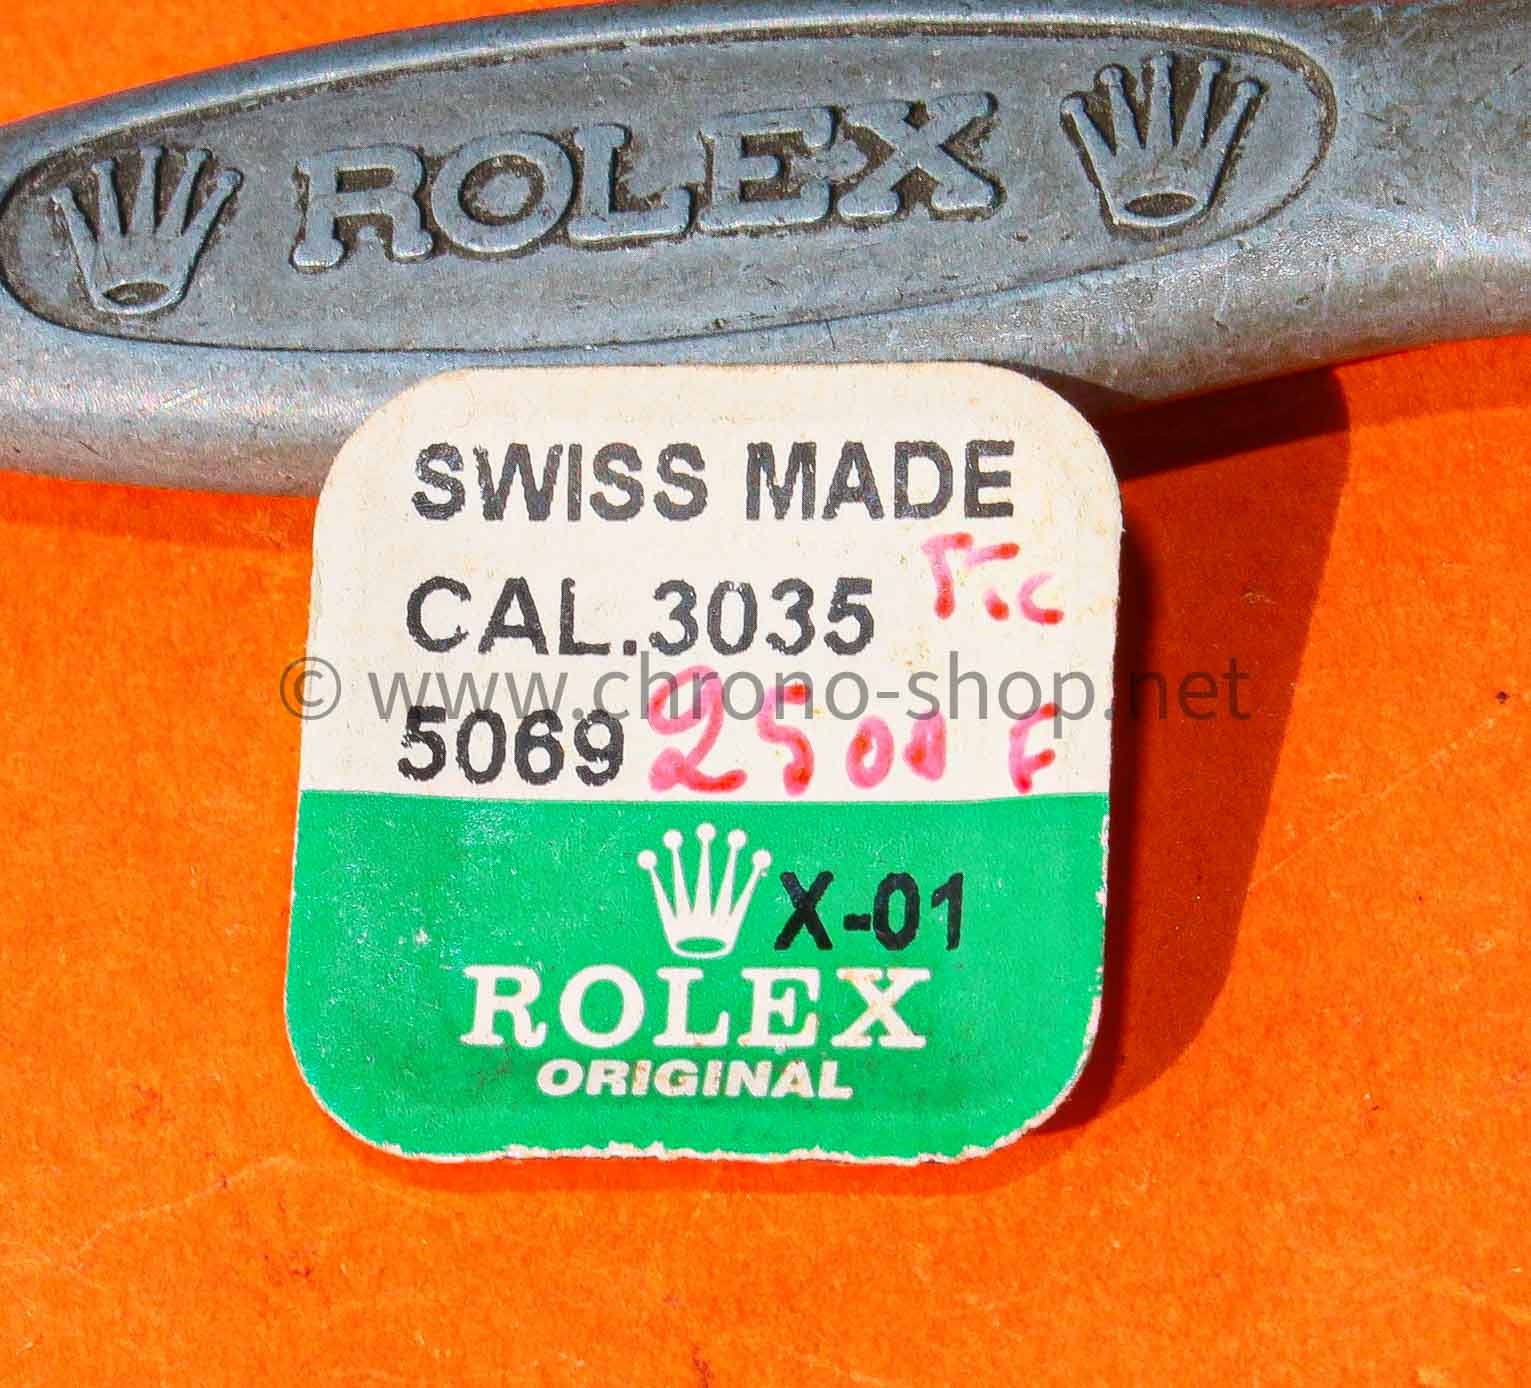 ROLEX
SWISS MADE
CAL.3035
© www.chrono-shop.net
5069 2500 F
X-01
ROLEX
ORIGINAL